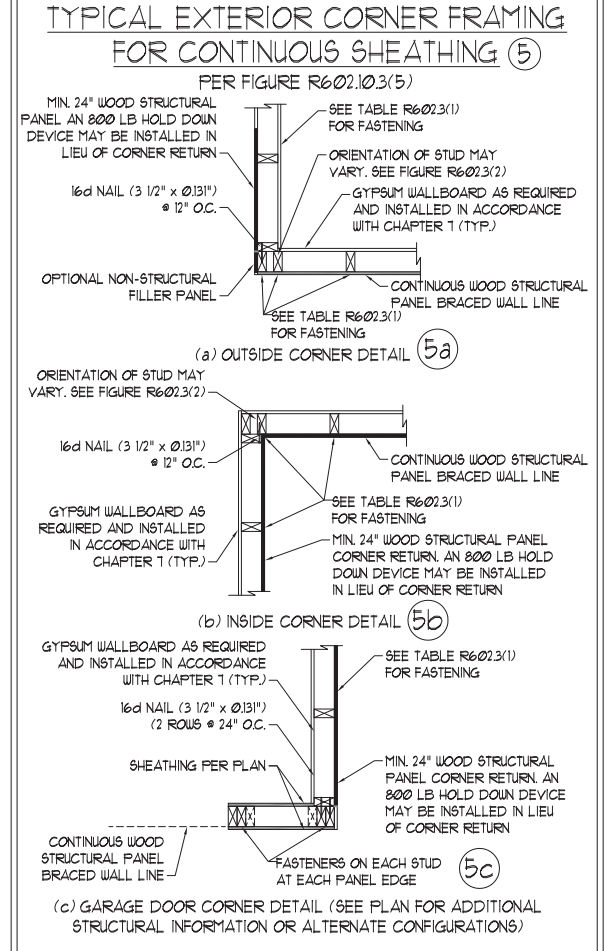 TYPICAL EXTERIOR CORNER FRAMING
FOR CONTINUOUS SHEATHING 5
PER FIGURE R602.10.3(5)
MIN. 24" WOOD STRUCTURAL
PANEL AN 800 LB HOLD DOWN
DEVICE MAY BE INSTALLED IN
LIEU OF CORNER RETURN
16d NAIL (3 1/2" x 0.131")
@ 12" O.C.
OPTIONAL NON-STRUCTURAL
FILLER PANEL
SEE TABLE R602.3(1)
FOR FASTENING
ORIENTATION OF STUD MAY
VARY. SEE FIGURE R602.3(2)
GYPSUM WALLBOARD AS REQUIRED
AND INSTALLED IN ACCORDANCE
WITH CHAPTER 7 (TYP.)
CONTINUOUS WOOD STRUCTURAL
PANEL BRACED WALL LINE
SEE TABLE R602.3(1)
FOR FASTENING
(a) OUTSIDE CORNER DETAIL 5a
ORIENTATION OF STUD MAY
VARY. SEE FIGURE R602.3(2)
16d NAIL (3 1/2" x 0.131")
@ 12" O.C.
GYPSUM WALLBOARD AS
REQUIRED AND INSTALLED
IN ACCORDANCE WITH
CHAPTER 7 (TYP.)
CONTINUOUS WOOD STRUCTURAL
PANEL BRACED WALL LINE
SEE TABLE R602.3(1)
FOR FASTENING
MIN. 24" WOOD STRUCTURAL PANEL
CORNER RETURN. AN 800 LB HOLD
DOWN DEVICE MAY BE INSTALLED
IN LIEU OF CORNER RETURN
(b) INSIDE CORNER DETAIL 5b
GYPSUM WALLBOARD AS REQUIRED
AND INSTALLED IN ACCORDANCE
WITH CHAPTER 7 (TYP.)
16d NAIL (3 1/2" x 0.131")
(2 ROWS @ 24" O.C.
SHEATHING PER PLAN
CONTINUOUS WOOD
STRUCTURAL PANEL
BRACED WALL LINE
SEE TABLE R602.3(1)
FOR FASTENING
MIN. 24" WOOD STRUCTURAL
PANEL CORNER RETURN. AN
800 LB HOLD DOWN DEVICE
MAY BE INSTALLED IN LIEU
OF CORNER RETURN
FASTENERS ON EACH STUD
AT EACH PANEL EDGE
5c
(c) GARAGE DOOR CORNER DETAIL (SEE PLAN FOR ADDITIONAL
STRUCTURAL INFORMATION OR ALTERNATE CONFIGURATIONS)